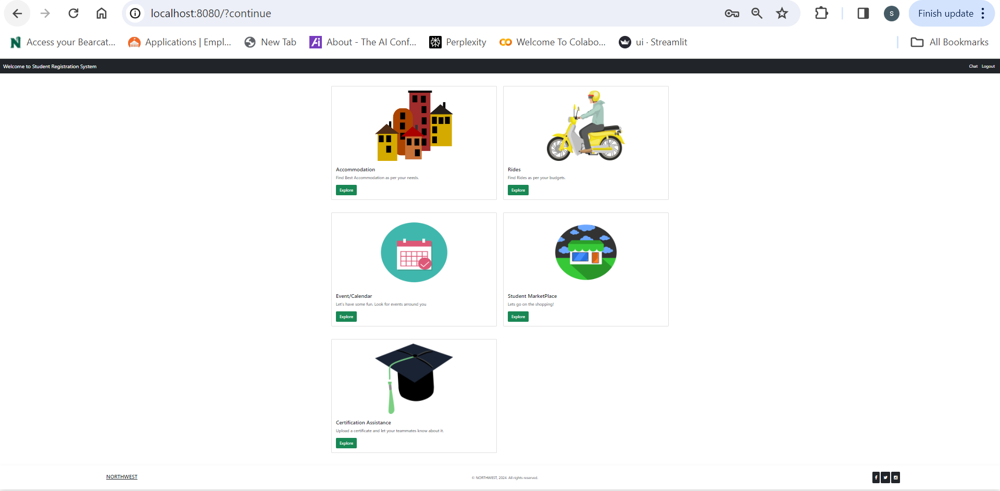 localhost:8080/?continue
S
Finish update
Access your Bearcat...
Applications | Empl...
New Tab
Ai
About - The AI Conf...
Perplexity
Welcome To Colabo...
ui · Streamlit
All Bookmarks
Welcome to Student Registration System
Chat
Logout
Accommodation
Find Best Accommodation as per your needs.
Explore
Rides
Find Rides as per your budgets.
Explore
Event/Calendar
Let's have some fun. Look for events arround you
Explore
Student MarketPlace
Lets go on the shopping!
Explore
Certification Assistance
Upload a certificate and let your teammates know about it.
Explore
NORTHWEST
© NORTHWEST, 2024. All rights reserved.